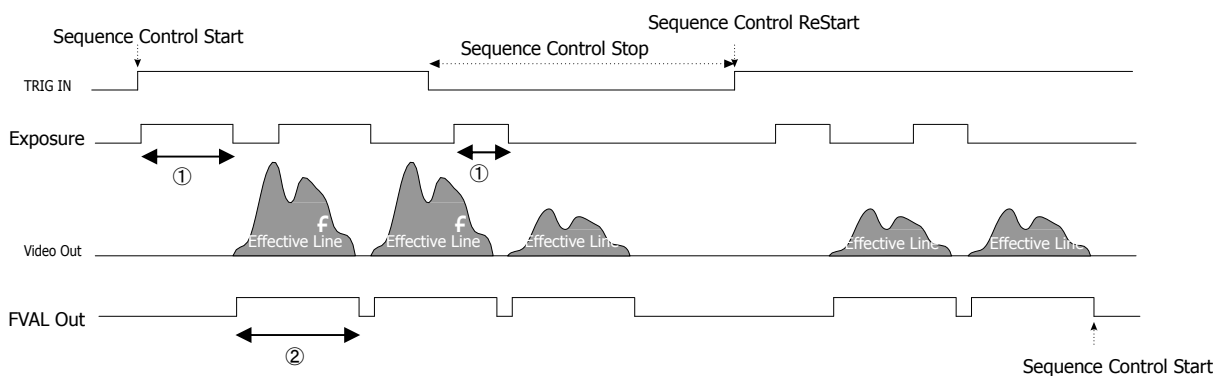 Sequence Control Start
Sequence Control Stop
Sequence Control ReStart
TRIG IN
Exposure
①
①
f
f
Effective Line
Effective Line
Effective Line
Effective Line
Effective Line
Video Out
FVAL Out
②
Sequence Control Start